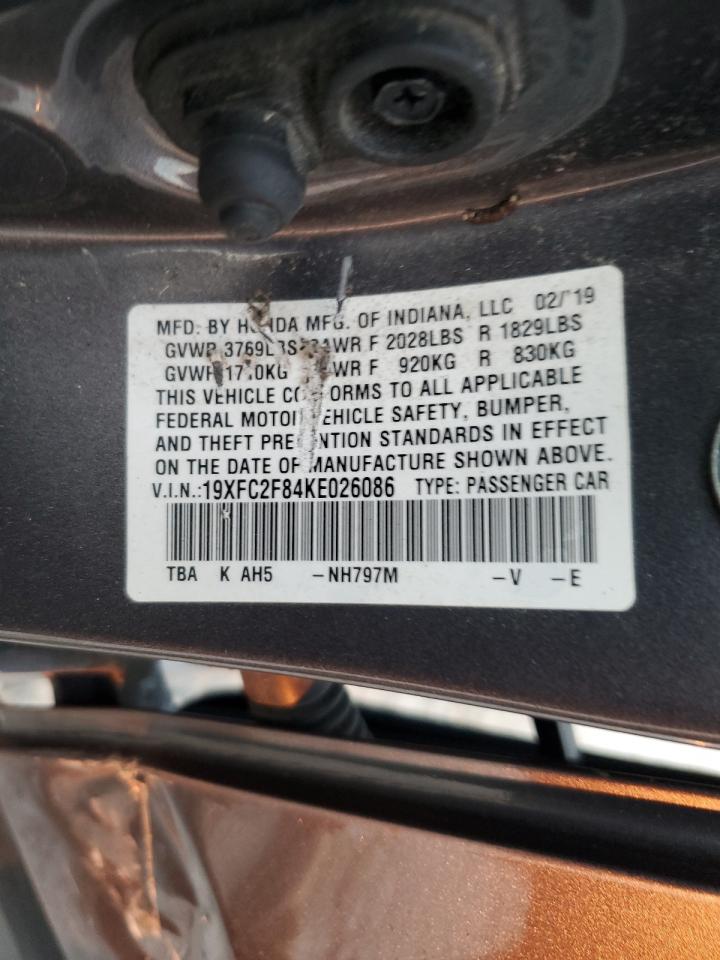 MFD. BY HONDA MFG. OF INDIANA, LLC 02/'19
GVWR 3769LBS GAWR F 2028LBS R 1829LBS
GVWR GAWR F 920KG R 830KG
THIS VEHICLE CONFORMS TO ALL APPLICABLE
FEDERAL MOTOR VEHICLE SAFETY, BUMPER,
AND THEFT PREVENTION STANDARDS IN EFFECT
ON THE DATE OF MANUFACTURE SHOWN ABOVE.
V.I.N.:19XFC2F84KE026086 TYPE: PASSENGER CAR
TBA K AH5 -NH797M -V -E